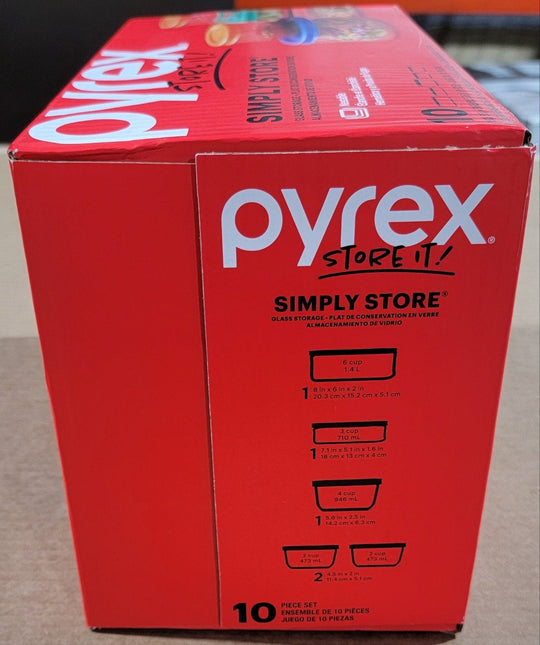 pyrex
STORE IT!
SIMPLY STORE
10
pyrex®
STORE IT!
SIMPLY STORE®
GLASS STORAGE • PLAT DE CONSERVATION EN VERRE
ALMACENAMIENTO DE VIDRIO
6 cup
1.4 L
1 8 in x 6 in x 2 in
20.3 cm x 15.2 cm x 5.1 cm
3 cup
710 mL
1 7.1 in x 5.1 in x 1.6 in
18 cm x 13 cm x 4 cm
4 cup
946 mL
1 5.6 in x 2.5 in
14.2 cm x 6.3 cm
2 cup
473 mL
2 cup
473 mL
2 4.5 in x 2 in
11.4 cm x 5.1 cm
10 PIECE SET
ENSEMBLE DE 10 PIÈCES
JUEGO DE 10 PIEZAS